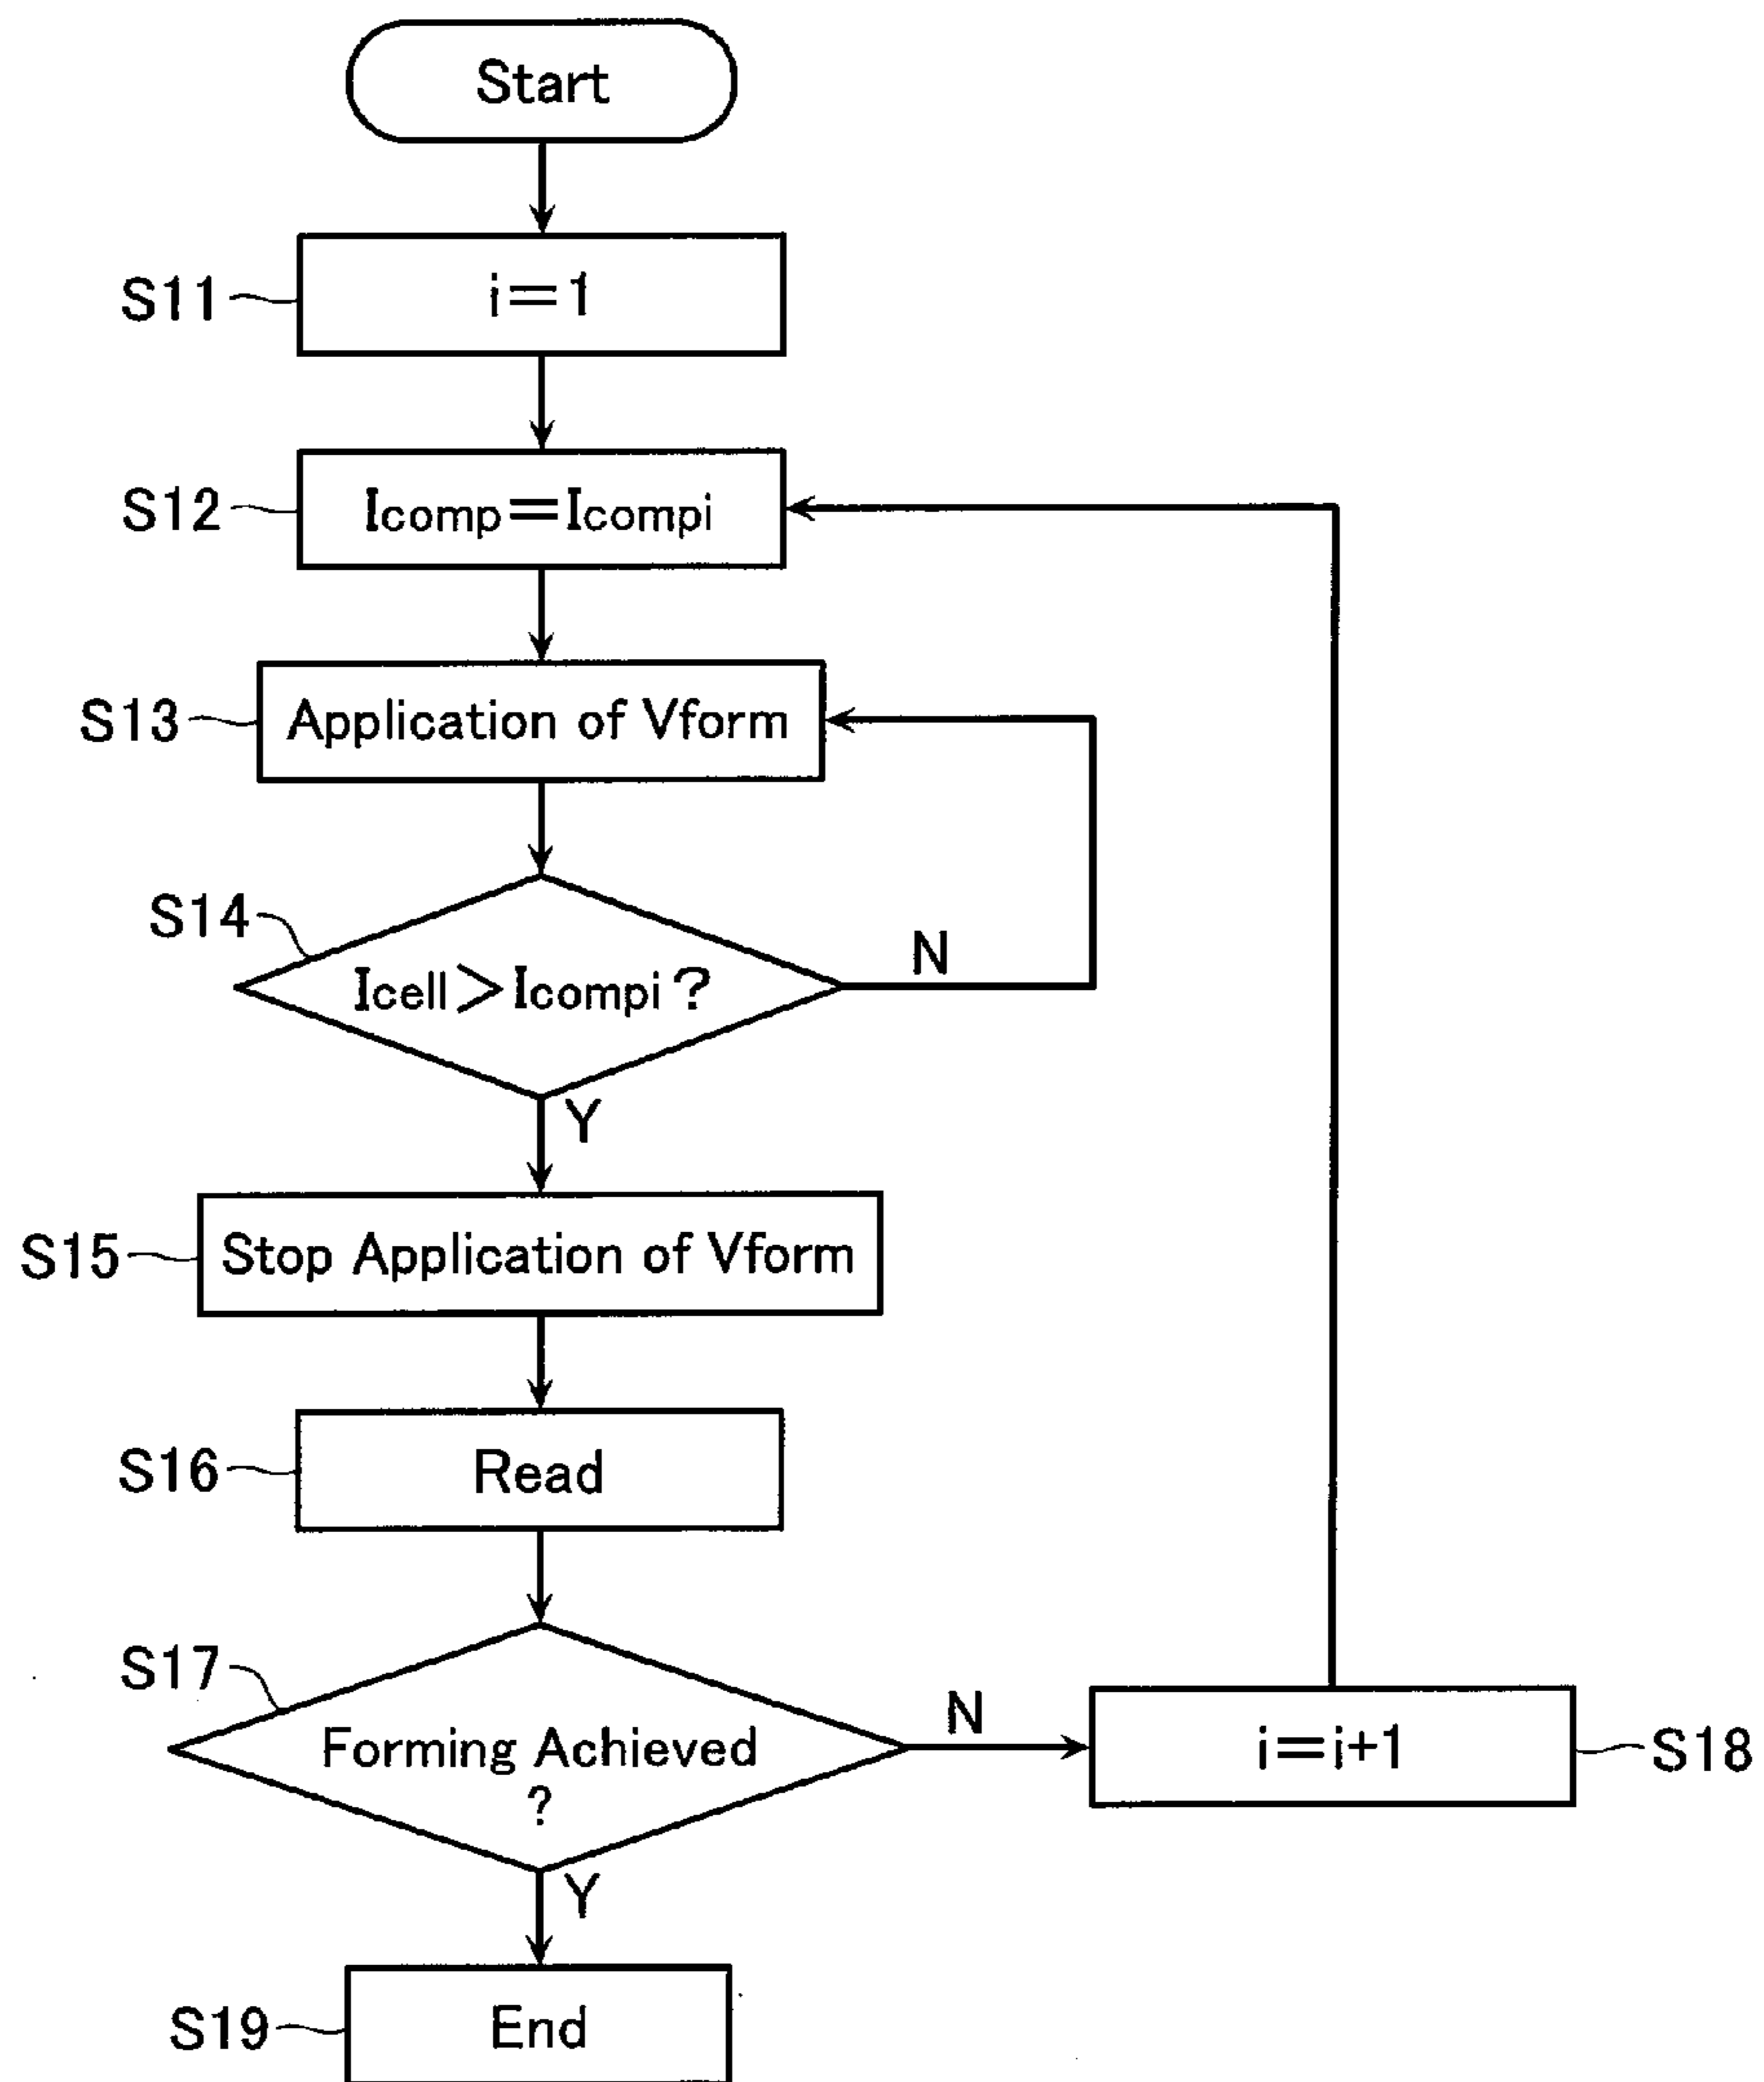 Start
S11
i=1
S12
Icomp=Icompi
S13
Application of Vform
S14
Icell>Icompi?
N
Y
S15
Stop Application of Vform
S16
Read
S17
Forming Achieved
?
N
i=i+1
S18
Y
S19
End